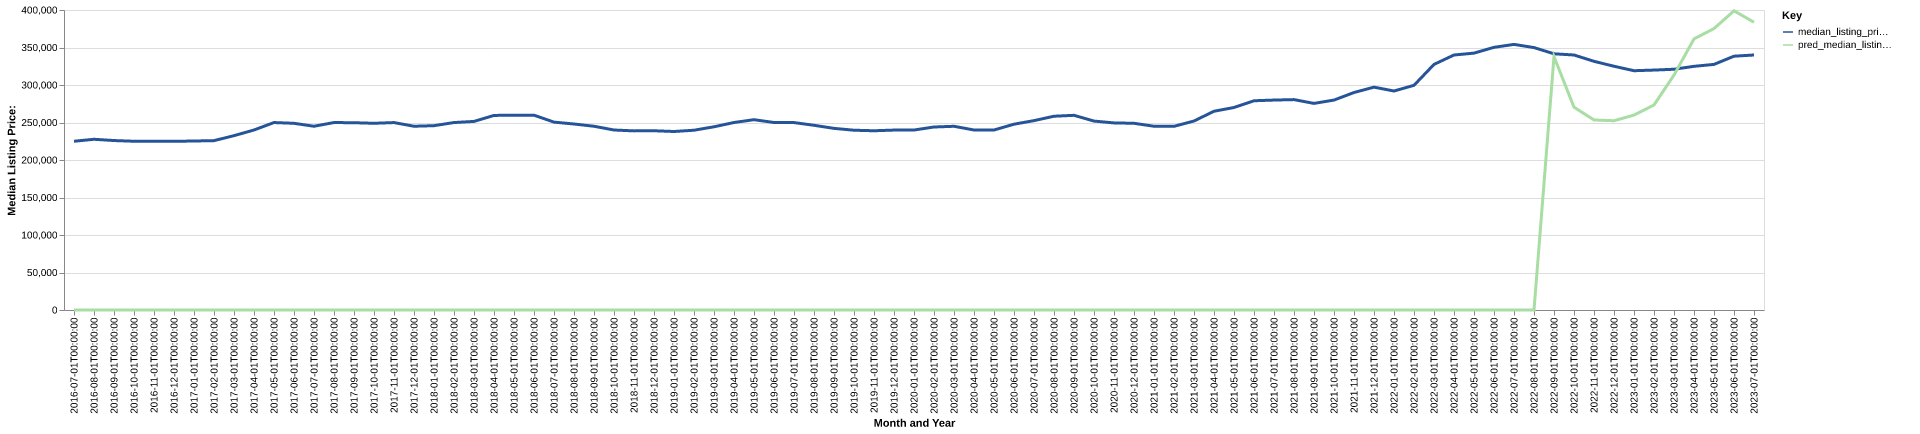 400,000
350,000
300,000
250,000
200,000
150,000
100,000
50,000
0
Median Listing Price:
2016-07-01T00:00:00
2016-08-01T00:00:00
2016-09-01T00:00:00
2016-10-01T00:00:00
2016-11-01T00:00:00
2016-12-01T00:00:00
2017-01-01T00:00:00
2017-02-01T00:00:00
2017-03-01T00:00:00
2017-04-01T00:00:00
2017-05-01T00:00:00
2017-06-01T00:00:00
2017-07-01T00:00:00
2017-08-01T00:00:00
2017-09-01T00:00:00
2017-10-01T00:00:00
2017-11-01T00:00:00
2017-12-01T00:00:00
2018-01-01T00:00:00
2018-02-01T00:00:00
2018-03-01T00:00:00
2018-04-01T00:00:00
2018-05-01T00:00:00
2018-06-01T00:00:00
2018-07-01T00:00:00
2018-08-01T00:00:00
2018-09-01T00:00:00
2018-10-01T00:00:00
2018-11-01T00:00:00
2018-12-01T00:00:00
2019-01-01T00:00:00
2019-02-01T00:00:00
2019-03-01T00:00:00
2019-04-01T00:00:00
2019-05-01T00:00:00
2019-06-01T00:00:00
2019-07-01T00:00:00
2019-08-01T00:00:00
2019-09-01T00:00:00
2019-10-01T00:00:00
2019-11-01T00:00:00
2019-12-01T00:00:00
2020-01-01T00:00:00
2020-02-01T00:00:00
2020-03-01T00:00:00
2020-04-01T00:00:00
2020-05-01T00:00:00
2020-06-01T00:00:00
2020-07-01T00:00:00
2020-08-01T00:00:00
2020-09-01T00:00:00
2020-10-01T00:00:00
2020-11-01T00:00:00
2020-12-01T00:00:00
2021-01-01T00:00:00
2021-02-01T00:00:00
2021-03-01T00:00:00
2021-04-01T00:00:00
2021-05-01T00:00:00
2021-06-01T00:00:00
2021-07-01T00:00:00
2021-08-01T00:00:00
2021-09-01T00:00:00
2021-10-01T00:00:00
2021-11-01T00:00:00
2021-12-01T00:00:00
2022-01-01T00:00:00
2022-02-01T00:00:00
2022-03-01T00:00:00
2022-04-01T00:00:00
2022-05-01T00:00:00
2022-06-01T00:00:00
2022-07-01T00:00:00
2022-08-01T00:00:00
2022-09-01T00:00:00
2022-10-01T00:00:00
2022-11-01T00:00:00
2022-12-01T00:00:00
2023-01-01T00:00:00
2023-02-01T00:00:00
2023-03-01T00:00:00
2023-04-01T00:00:00
2023-05-01T00:00:00
2023-06-01T00:00:00
2023-07-01T00:00:00
Month and Year
Key
median_listing_pri…
pred_median_listin…